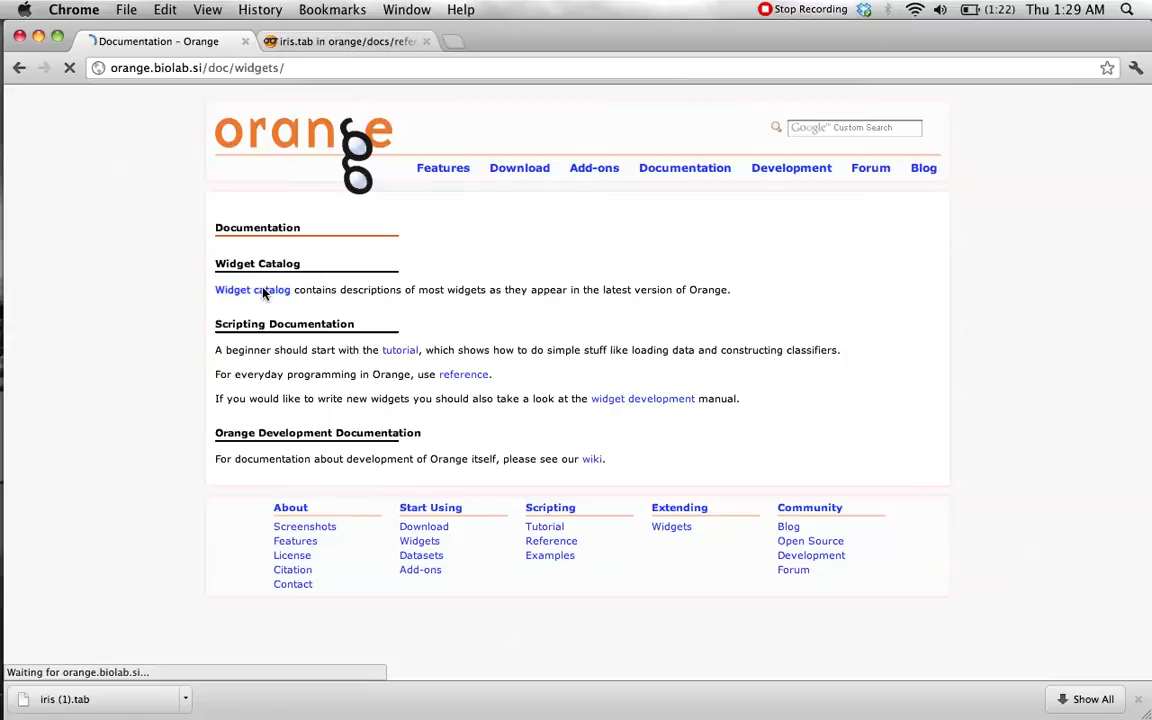 Chrome File Edit View History Bookmarks Window Help Stop Recording (1:22) Thu 1:29 AM
Documentation - Orange iris.tab in orange/docs/refer
orange.biolab.si/doc/widgets/
orange
Google™ Custom Search
Features Download Add-ons Documentation Development Forum Blog
Documentation
Widget Catalog
Widget catalog contains descriptions of most widgets as they appear in the latest version of Orange.
Scripting Documentation
A beginner should start with the tutorial, which shows how to do simple stuff like loading data and constructing classifiers.
For everyday programming in Orange, use reference.
If you would like to write new widgets you should also take a look at the widget development manual.
Orange Development Documentation
For documentation about development of Orange itself, please see our wiki.
About Start Using Scripting Extending Community
Screenshots Download Tutorial Widgets Blog
Features Widgets Reference Open Source
License Datasets Examples Development
Citation Add-ons Forum
Contact
Waiting for orange.biolab.si...
iris (1).tab Show All